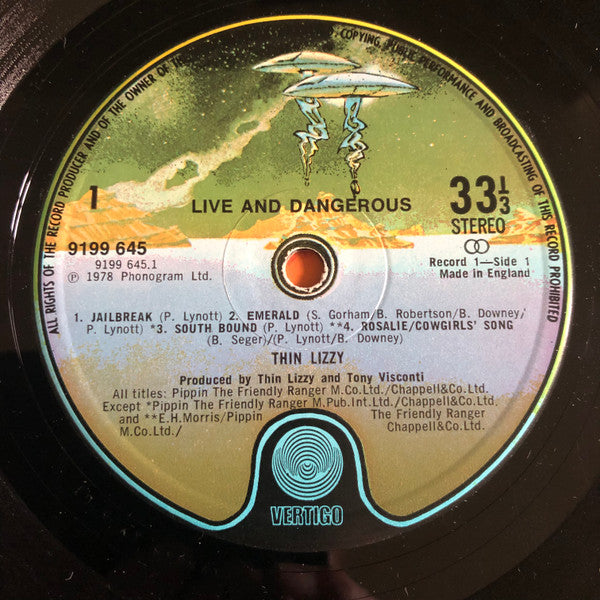 ALL RIGHTS OF THE RECORD PRODUCER AND OF THE OWNER OF THE
COPYING, PUBLIC PERFORMANCE AND BROADCASTING OF THIS RECORD PROHIBITED
1
LIVE AND DANGEROUS
33⅓
STEREO
9199 645
9199 645.1
℗ 1978 Phonogram Ltd.
Record 1—Side 1
Made in England
1. JAILBREAK (P. Lynott) 2. EMERALD (S. Gorham/B. Robertson/B. Downey/
P. Lynott) *3. SOUTH BOUND (P. Lynott) **4. ROSALIE/COWGIRLS' SONG
(B. Seger)/(P. Lynott/B. Downey)
THIN LIZZY
Produced by Thin Lizzy and Tony Visconti
All titles: Pippin The Friendly Ranger M.Co.Ltd./Chappell&Co.Ltd.
Except *Pippin The Friendly Ranger M.Pub.Int.Ltd./Chappell&Co.Ltd.
and **E.H.Morris/Pippin The Friendly Ranger
M.Co.Ltd./ Chappell&Co.Ltd.
VERTIGO